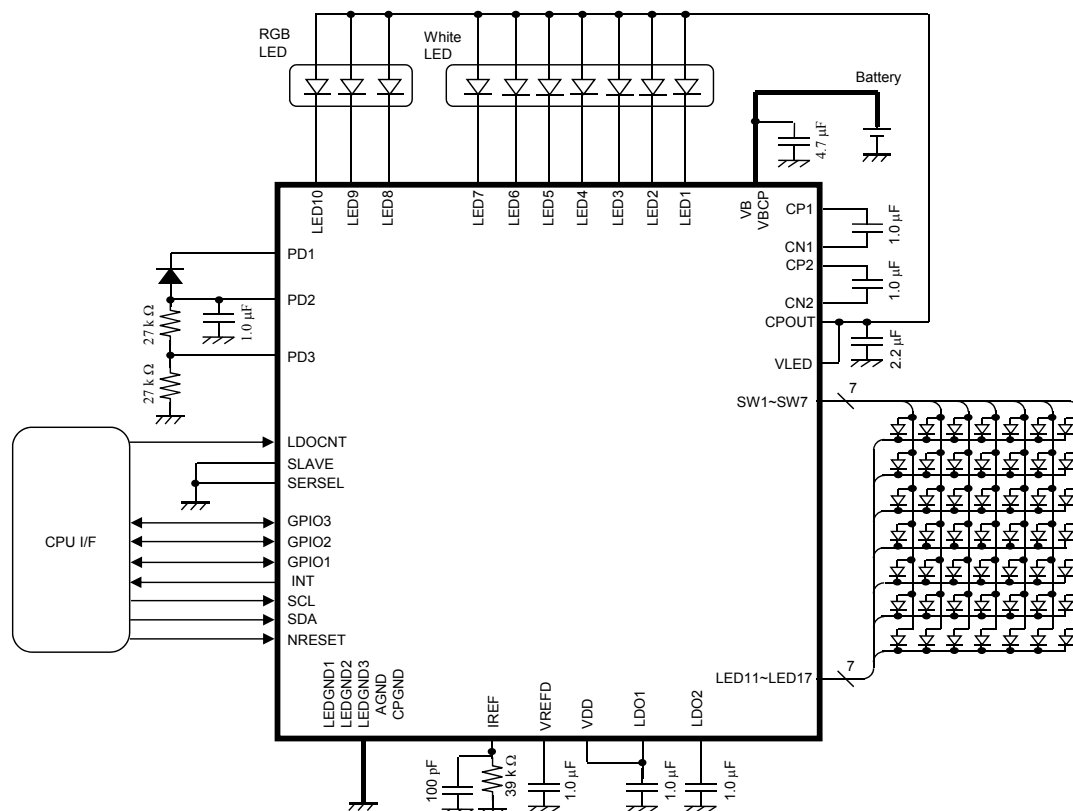 RGB
LED
White
LED
Battery
4.7 µF
LED10
LED9
LED8
LED7
LED6
LED5
LED4
LED3
LED2
LED1
VB
VBCP
CP1
1.0 µF
CN1
CP2
1.0 µF
CN2
CPOUT
2.2 µF
VLED
SW1~SW7
7
PD1
PD2
27 k Ω
1.0 µF
PD3
27 k Ω
LDOCNT
SLAVE
SERSEL
GPIO3
GPIO2
GPIO1
INT
SCL
SDA
NRESET
CPU I/F
LED11~LED17
7
LEDGND1
LEDGND2
LEDGND3
AGND
CPGND
IREF
VREFD
VDD
LDO1
LDO2
100 pF
39 k Ω
1.0 µF
1.0 µF
1.0 µF